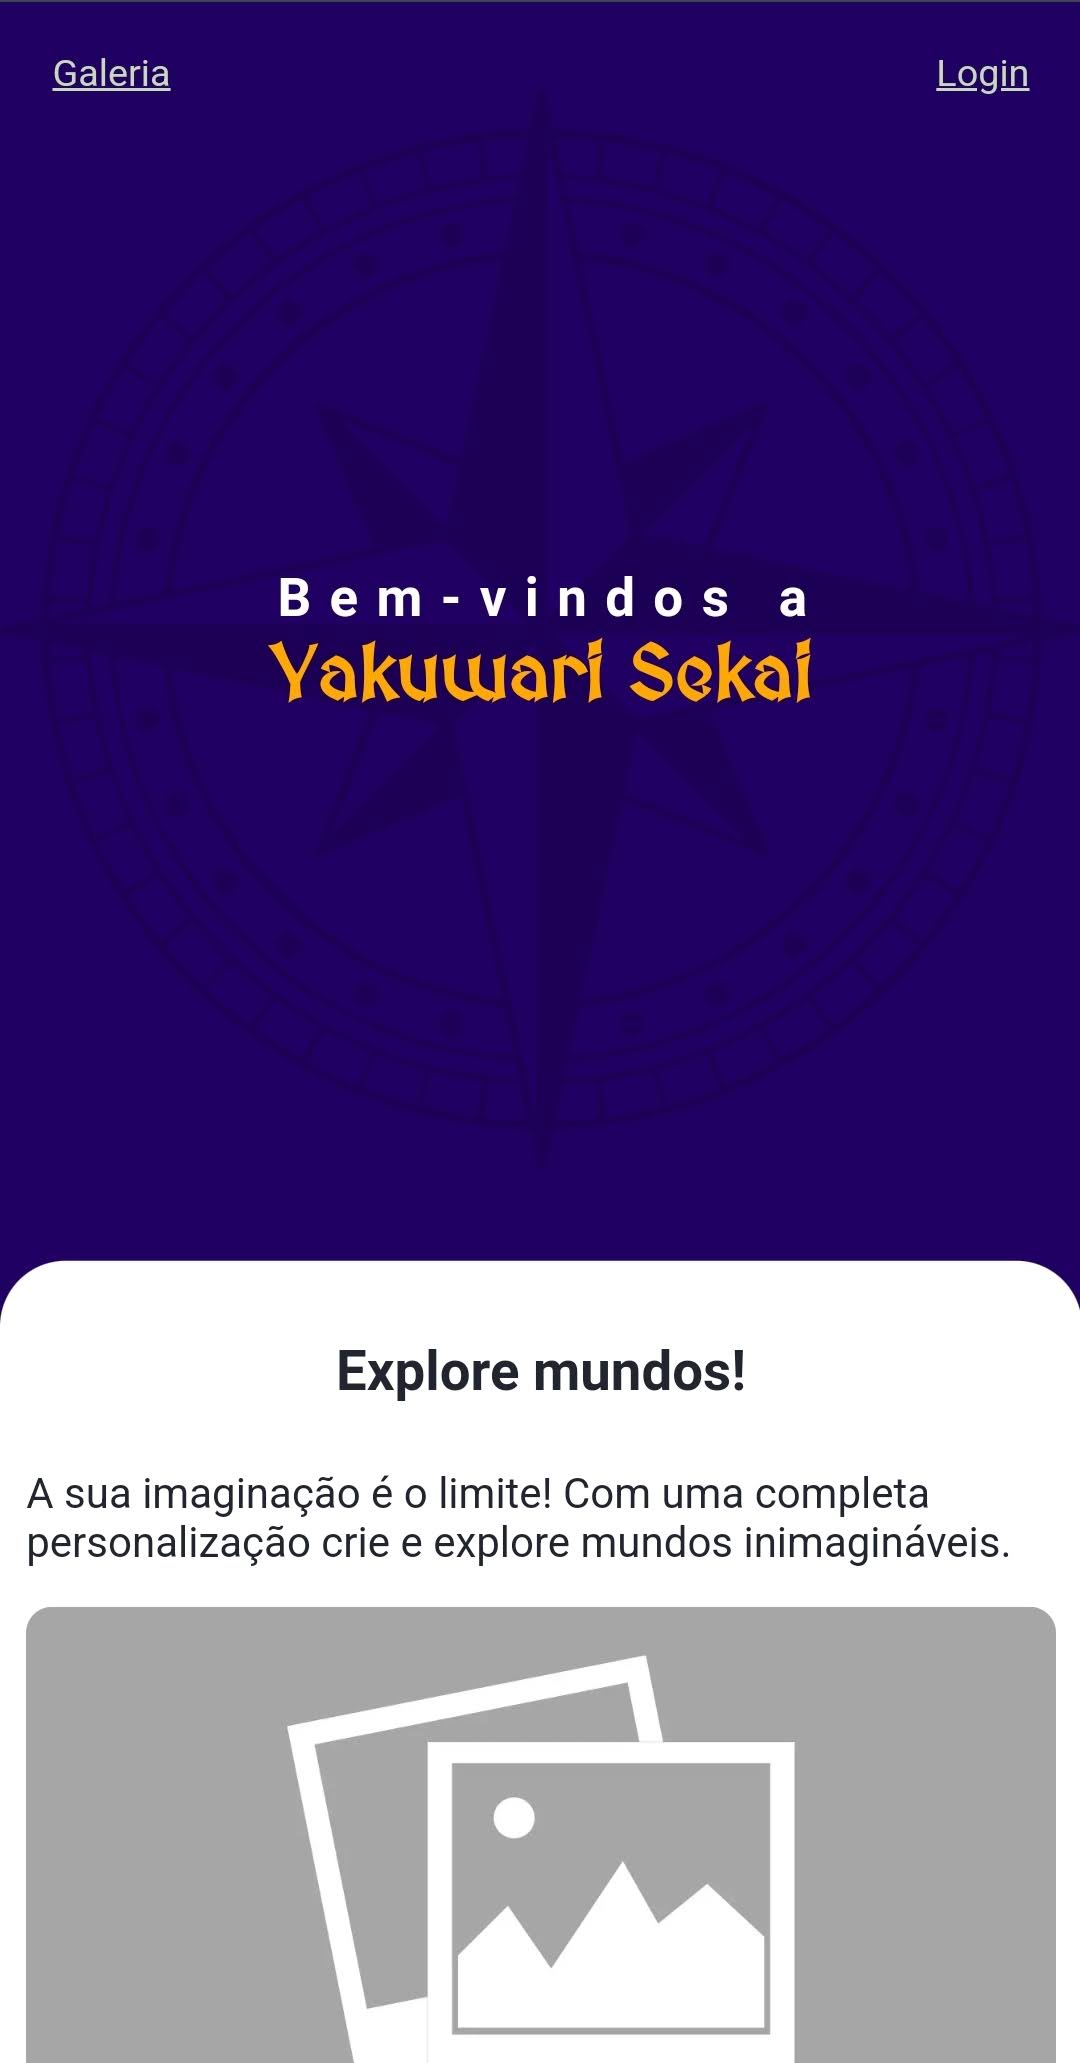 Galeria
Login
Bem-vindos a
Yakuwari Sekai
Explore mundos!
A sua imaginação é o limite! Com uma completa
personalização crie e explore mundos inimagináveis.